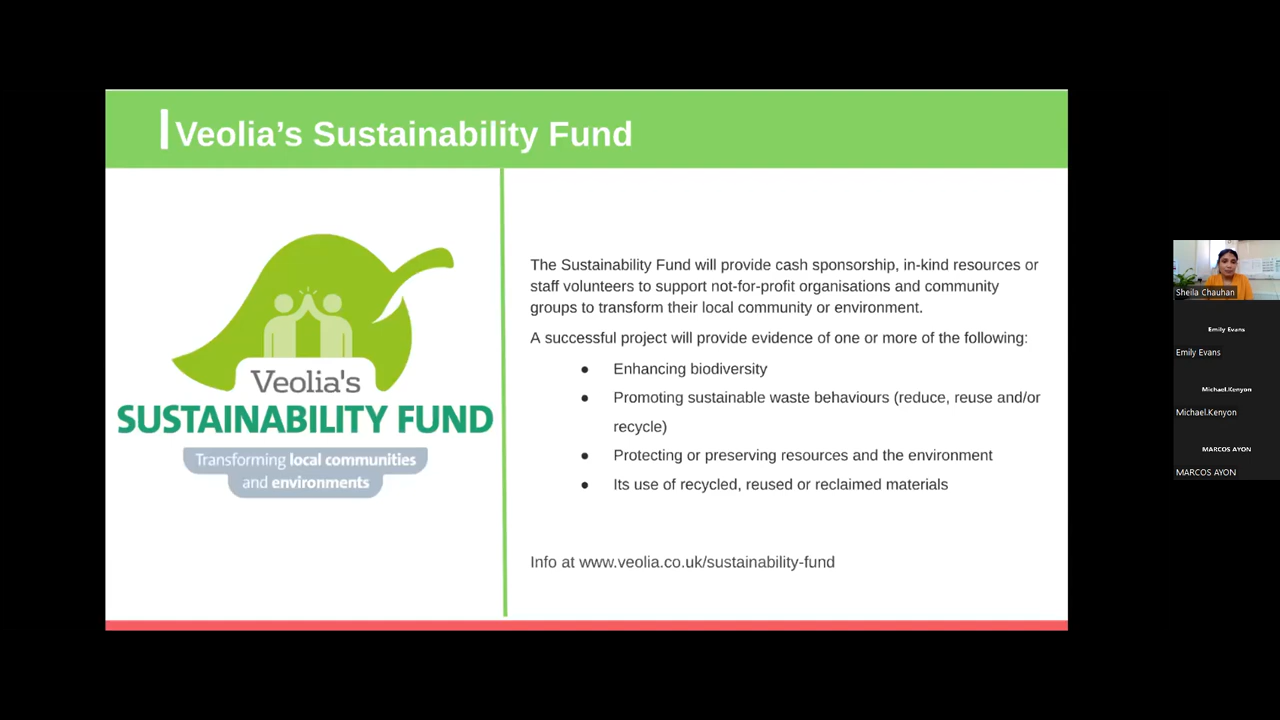 Veolia's Sustainability Fund
Veolia's
SUSTAINABILITY FUND
Transforming local communities
and environments
The Sustainability Fund will provide cash sponsorship, in-kind resources or
staff volunteers to support not-for-profit organisations and community
groups to transform their local community or environment.
A successful project will provide evidence of one or more of the following:
● Enhancing biodiversity
● Promoting sustainable waste behaviours (reduce, reuse and/or
recycle)
● Protecting or preserving resources and the environment
● Its use of recycled, reused or reclaimed materials
Info at www.veolia.co.uk/sustainability-fund
Sheila Chauhan
Emily Evans
Emily Evans
Michael.Kenyon
Michael.Kenyon
MARCOS AYON
MARCOS AYON